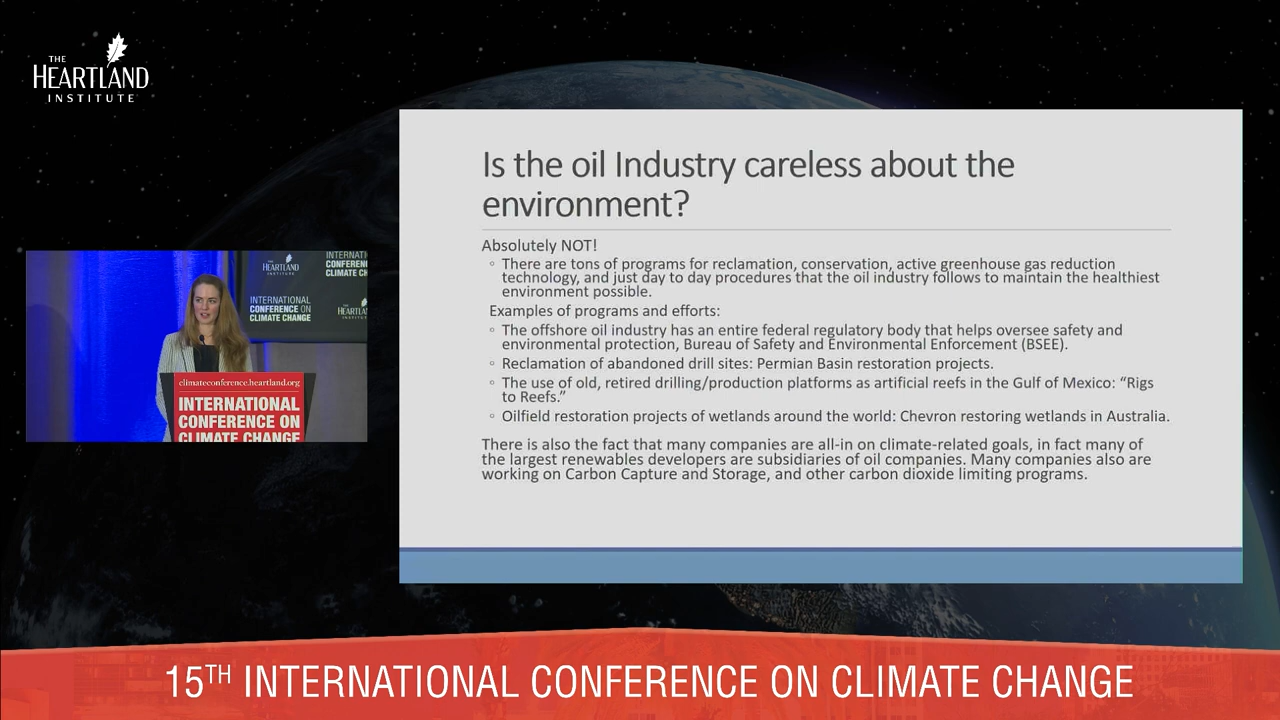 THE
HEARTLAND
INSTITUTE
Is the oil Industry careless about the
environment?
Absolutely NOT!
◦ There are tons of programs for reclamation, conservation, active greenhouse gas reduction
technology, and just day to day procedures that the oil industry follows to maintain the healthiest
environment possible.
Examples of programs and efforts:
◦ The offshore oil industry has an entire federal regulatory body that helps oversee safety and
environmental protection, Bureau of Safety and Environmental Enforcement (BSEE).
◦ Reclamation of abandoned drill sites: Permian Basin restoration projects.
◦ The use of old, retired drilling/production platforms as artificial reefs in the Gulf of Mexico: “Rigs
to Reefs.”
◦ Oilfield restoration projects of wetlands around the world: Chevron restoring wetlands in Australia.
There is also the fact that many companies are all-in on climate-related goals, in fact many of
the largest renewables developers are subsidiaries of oil companies. Many companies also are
working on Carbon Capture and Storage, and other carbon dioxide limiting programs.
HEARTLAND
INSTITUTE
INTERNATIONAL
CONFERENCE ON
CLIMATE CHANGE
climateconference.heartland.org
INTERNATIONAL
CONFERENCE ON
CLIMATE CHANGE
15TH INTERNATIONAL CONFERENCE ON CLIMATE CHANGE